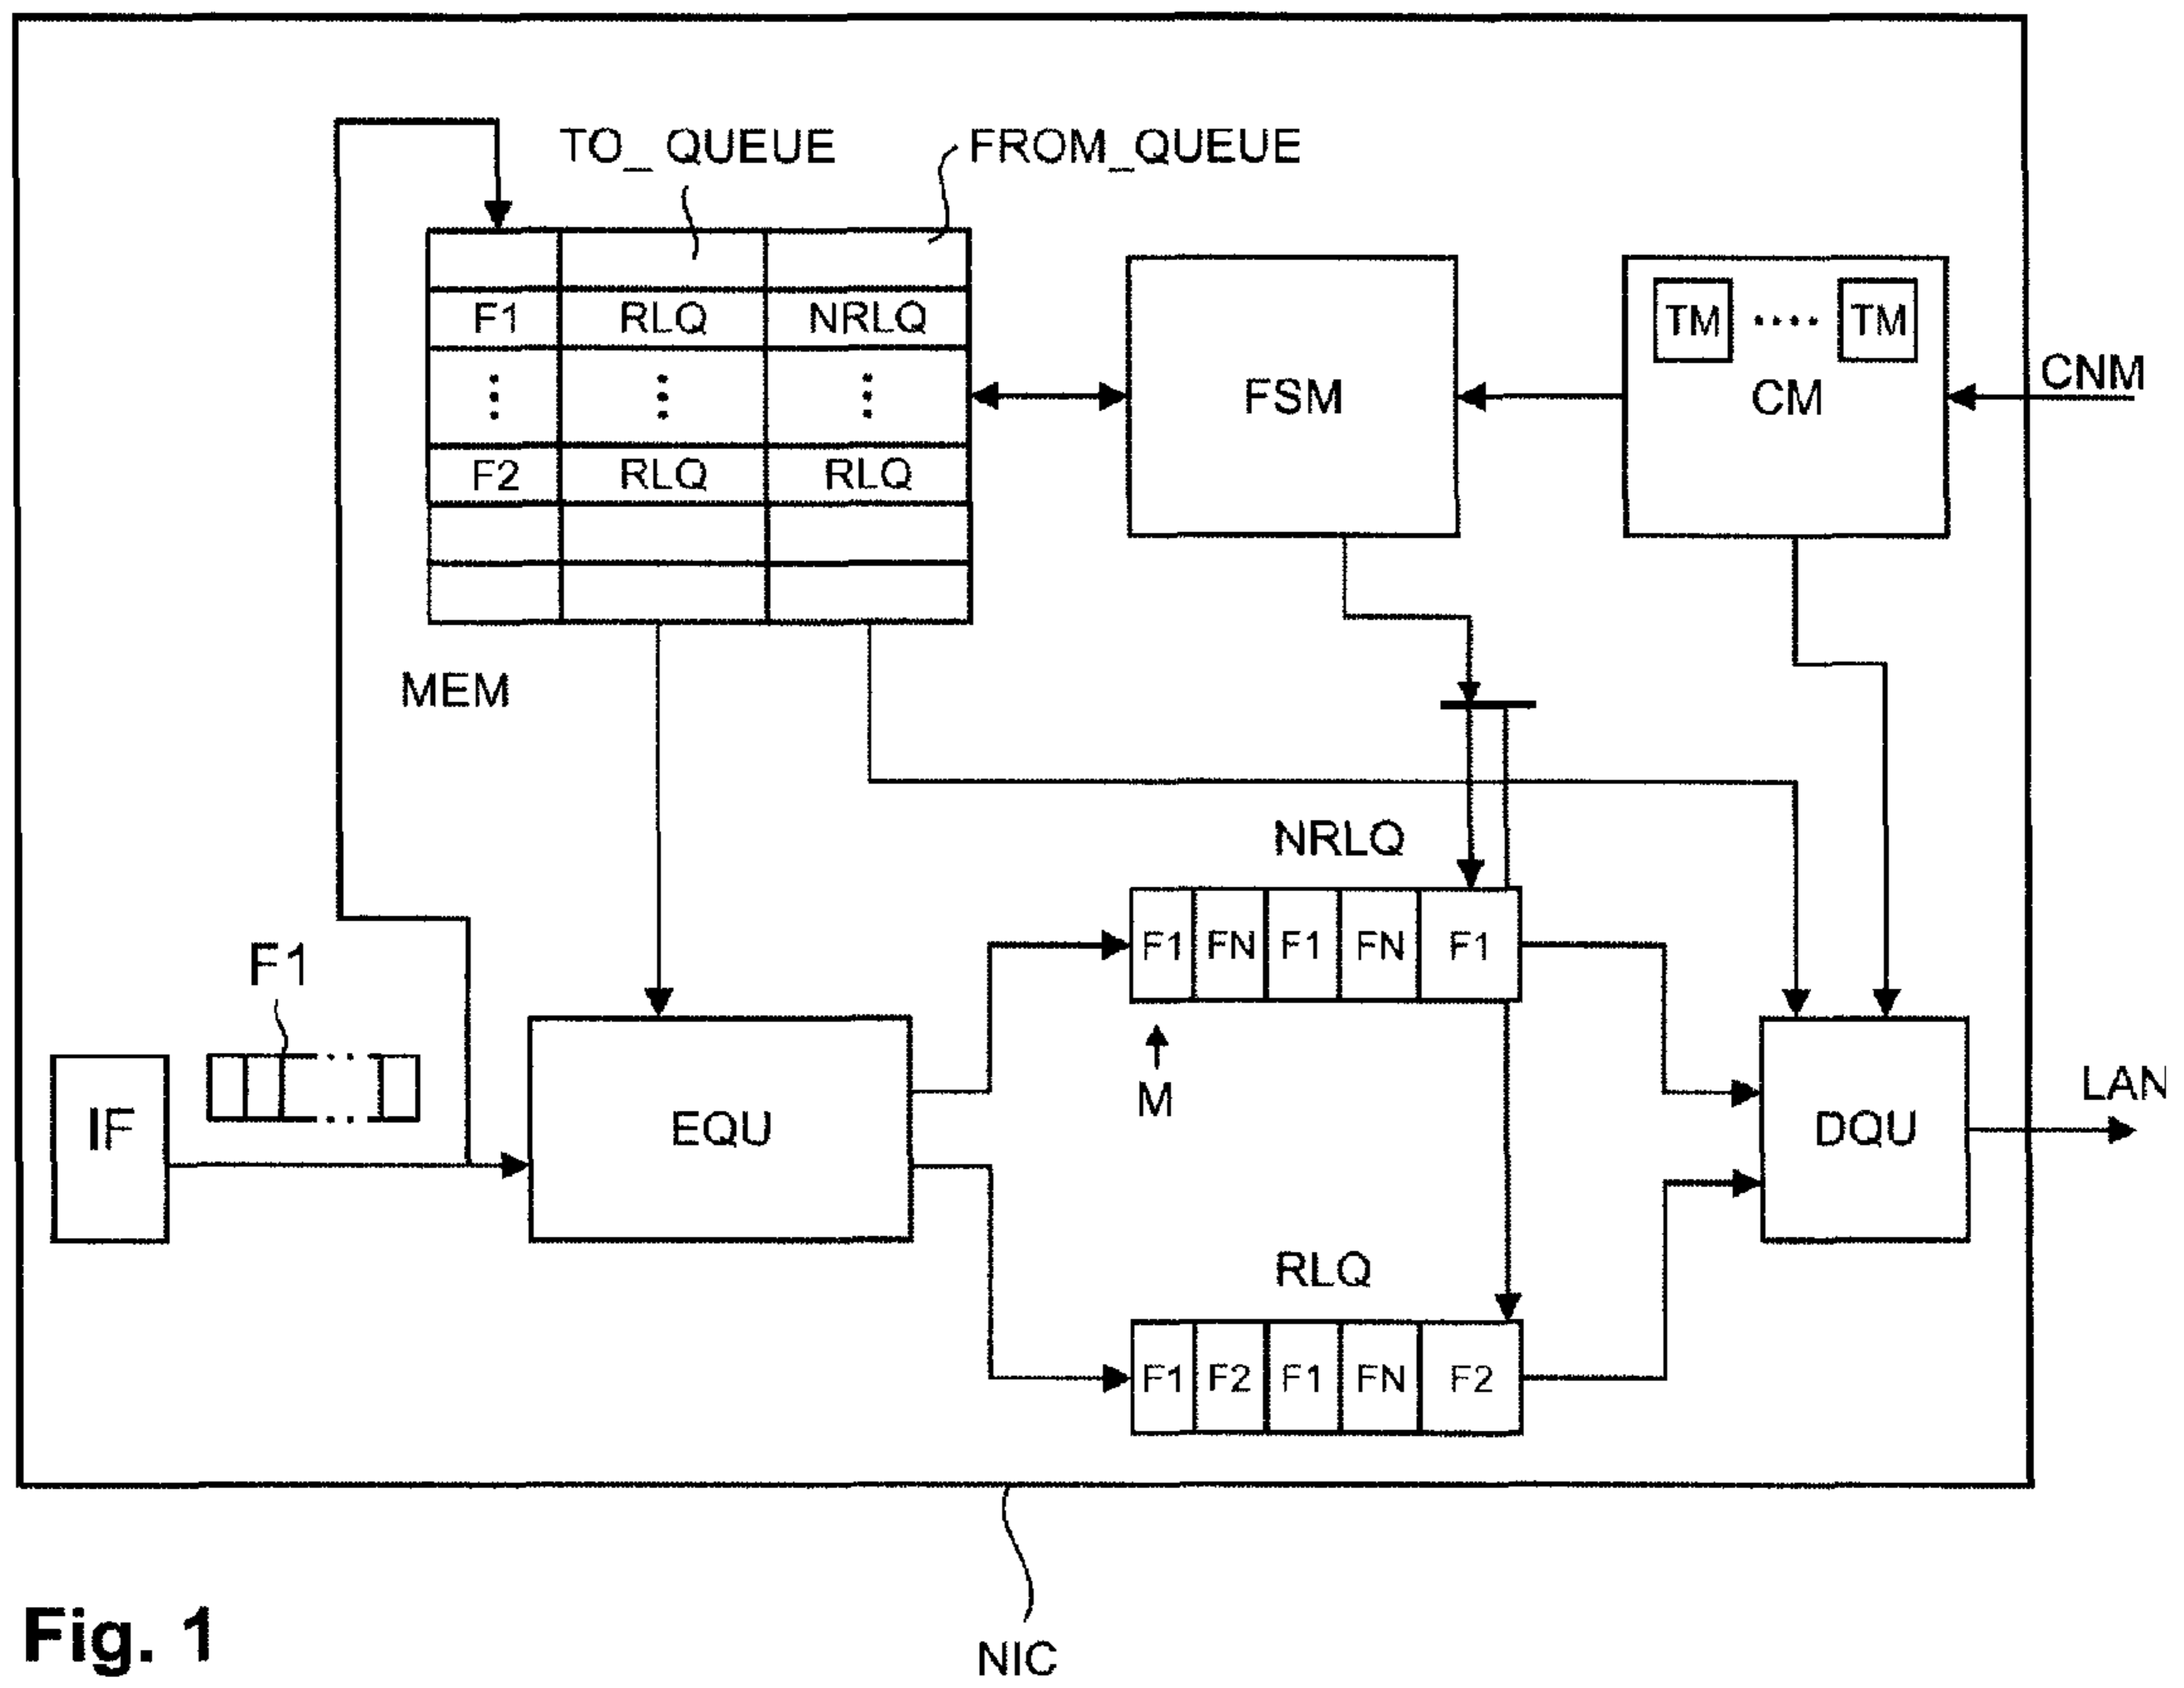 TO_ QUEUE FROM_QUEUE
F1 RLQ NRLQ
F2 RLQ RLQ
MEM
FSM
TM TM
CM
CNM
NRLQ
F1 FN F1 FN F1
M
F1
IF
EQU
DQU
LAN
RLQ
F1 F2 F1 FN F2
NIC
Fig. 1